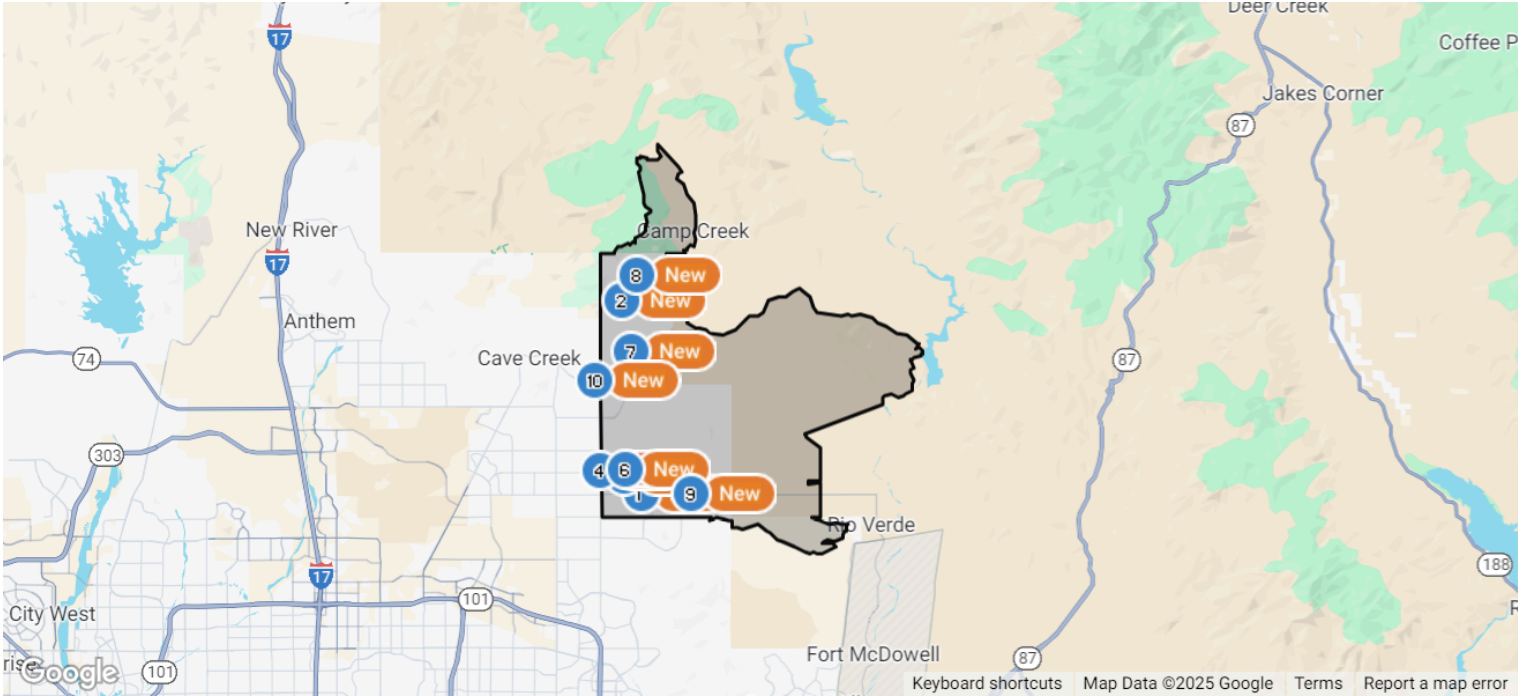 Deer Creek
17
Coffee P
Jakes Corner
87
New River
Camp Creek
17
8 New
2 New
Anthem
74
Cave Creek
7 New
87
10 New
303
4 6 New
1 9 New
Rio Verde
17
188
101
City West
R
Fort McDowell
87
rise
101
Google
Keyboard shortcuts
Map Data ©2025 Google
Terms
Report a map error